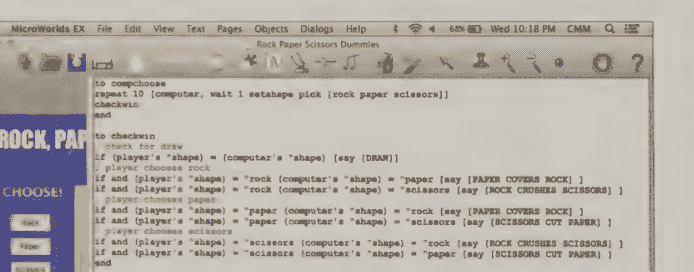 MicroWorlds EX File Edit View Text Pages Objects Dialogs Help 68% Wed 10:18 PM CMM
Rock Paper Scissors Dummies
to compchoose
repeat 10 [computer, wait 1 setshape pick [rock paper scissors]]
checkwin
end
to checkwin
; check for draw
if (player's "shape) = (computer's "shape) [say [DRAW]]
; player chooses rock
if and (player's "shape) = "rock (computer's "shape) = "paper [say [PAPER COVERS ROCK] ]
if and (player's "shape) = "rock (computer's "shape) = "scissors [say [ROCK CRUSHES SCISSORS] ]
; player chooses paper
if and (player's "shape) = "paper (computer's "shape) = "rock [say [PAPER COVERS ROCK] ]
if and (player's "shape) = "paper (computer's "shape) = "scissors [say [SCISSORS CUT PAPER] ]
; player chooses scissors
if and (player's "shape) = "scissors (computer's "shape) = "rock [say [ROCK CRUSHES SCISSORS] ]
if and (player's "shape) = "scissors (computer's "shape) = "paper [say [SCISSORS CUT PAPER] ]
end
ROCK, PAP
CHOOSE!
Rock
Paper